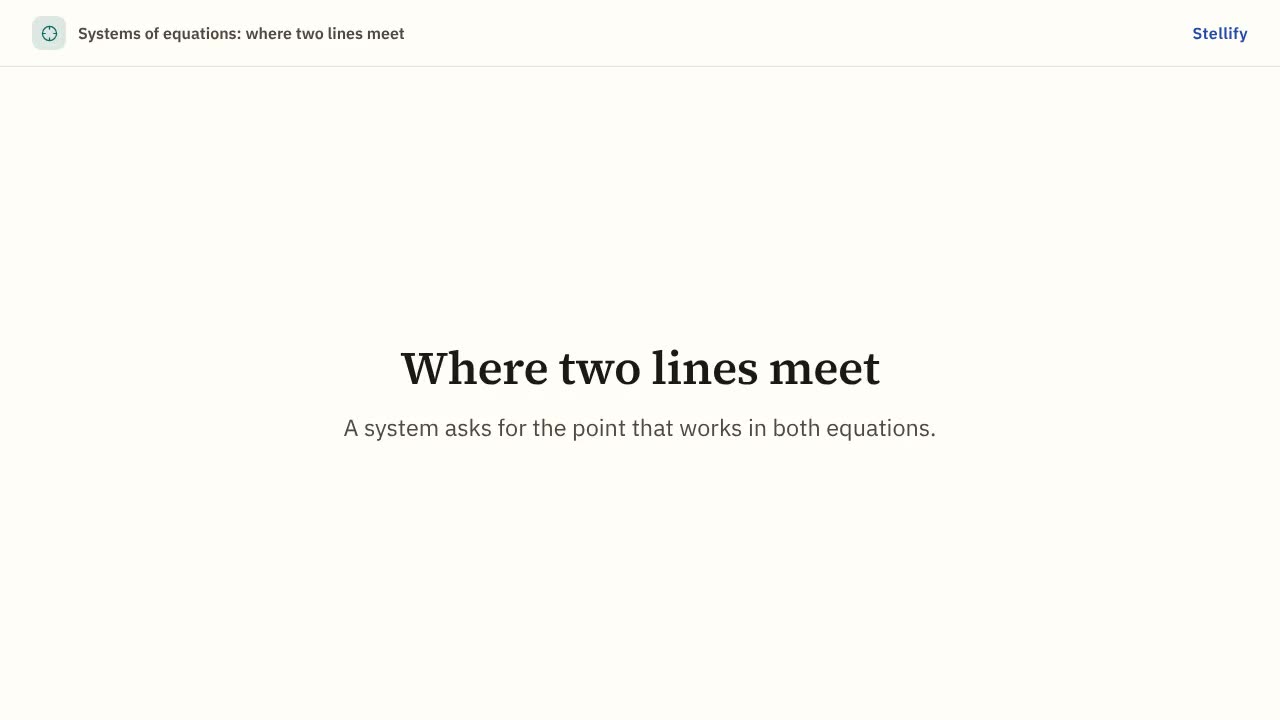 Systems of equations: where two lines meet
Stellify
Where two lines meet
A system asks for the point that works in both equations.